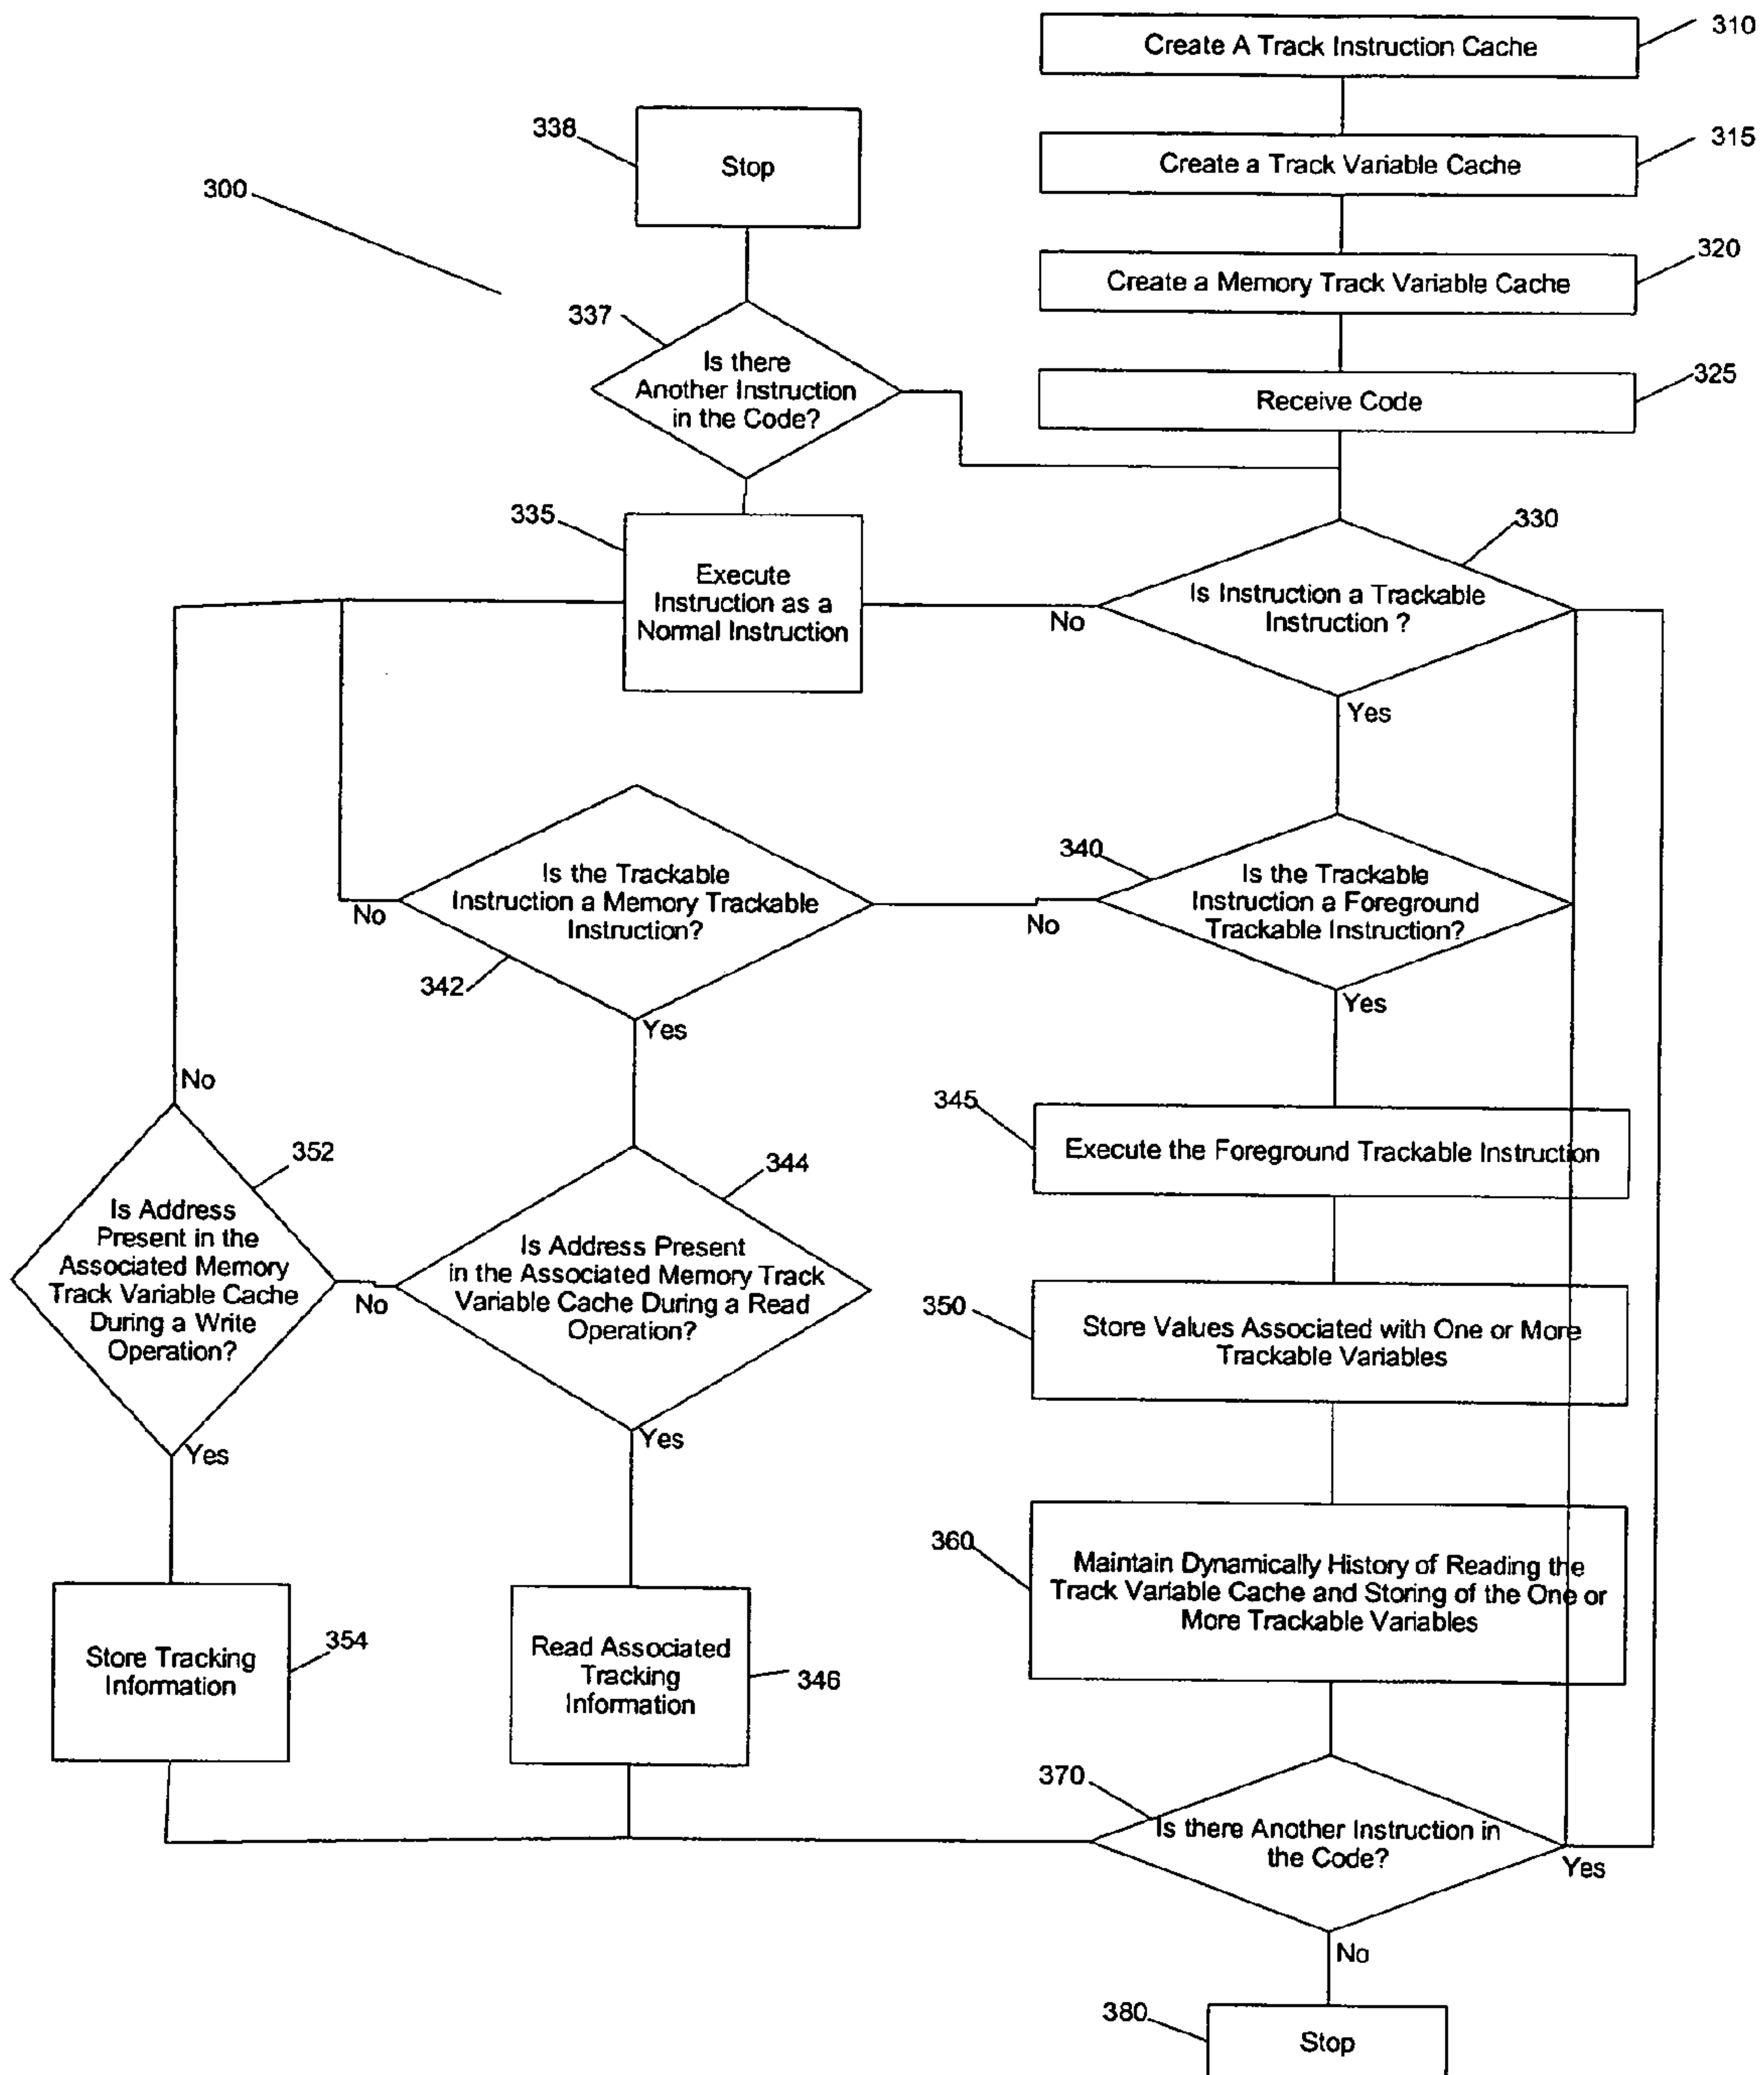 310
Create A Track Instruction Cache
338
Stop
315
Create a Track Variable Cache
300
320
Create a Memory Track Variable Cache
337
Is there
Another Instruction
in the Code?
325
Receive Code
335
Execute
Instruction as a
Normal Instruction
330
Is Instruction a Trackable
Instruction ?
No
Yes
340
Is the Trackable
Instruction a Foreground
Trackable Instruction?
No
Yes
Is the Trackable
Instruction a Memory Trackable
Instruction?
No
342
Yes
345
Execute the Foreground Trackable Instruction
No
352
Is Address
Present in the
Associated Memory
Track Variable Cache
During a Write
Operation?
Yes
344
Is Address Present
in the Associated Memory Track
Variable Cache During a Read
Operation?
No
Yes
350
Store Values Associated with One or More
Trackable Variables
360
Maintain Dynamically History of Reading the
Track Variable Cache and Storing of the One or
More Trackable Variables
Store Tracking
Information
354
Read Associated
Tracking
Information
346
370
Is there Another Instruction in
the Code?
Yes
No
380
Stop